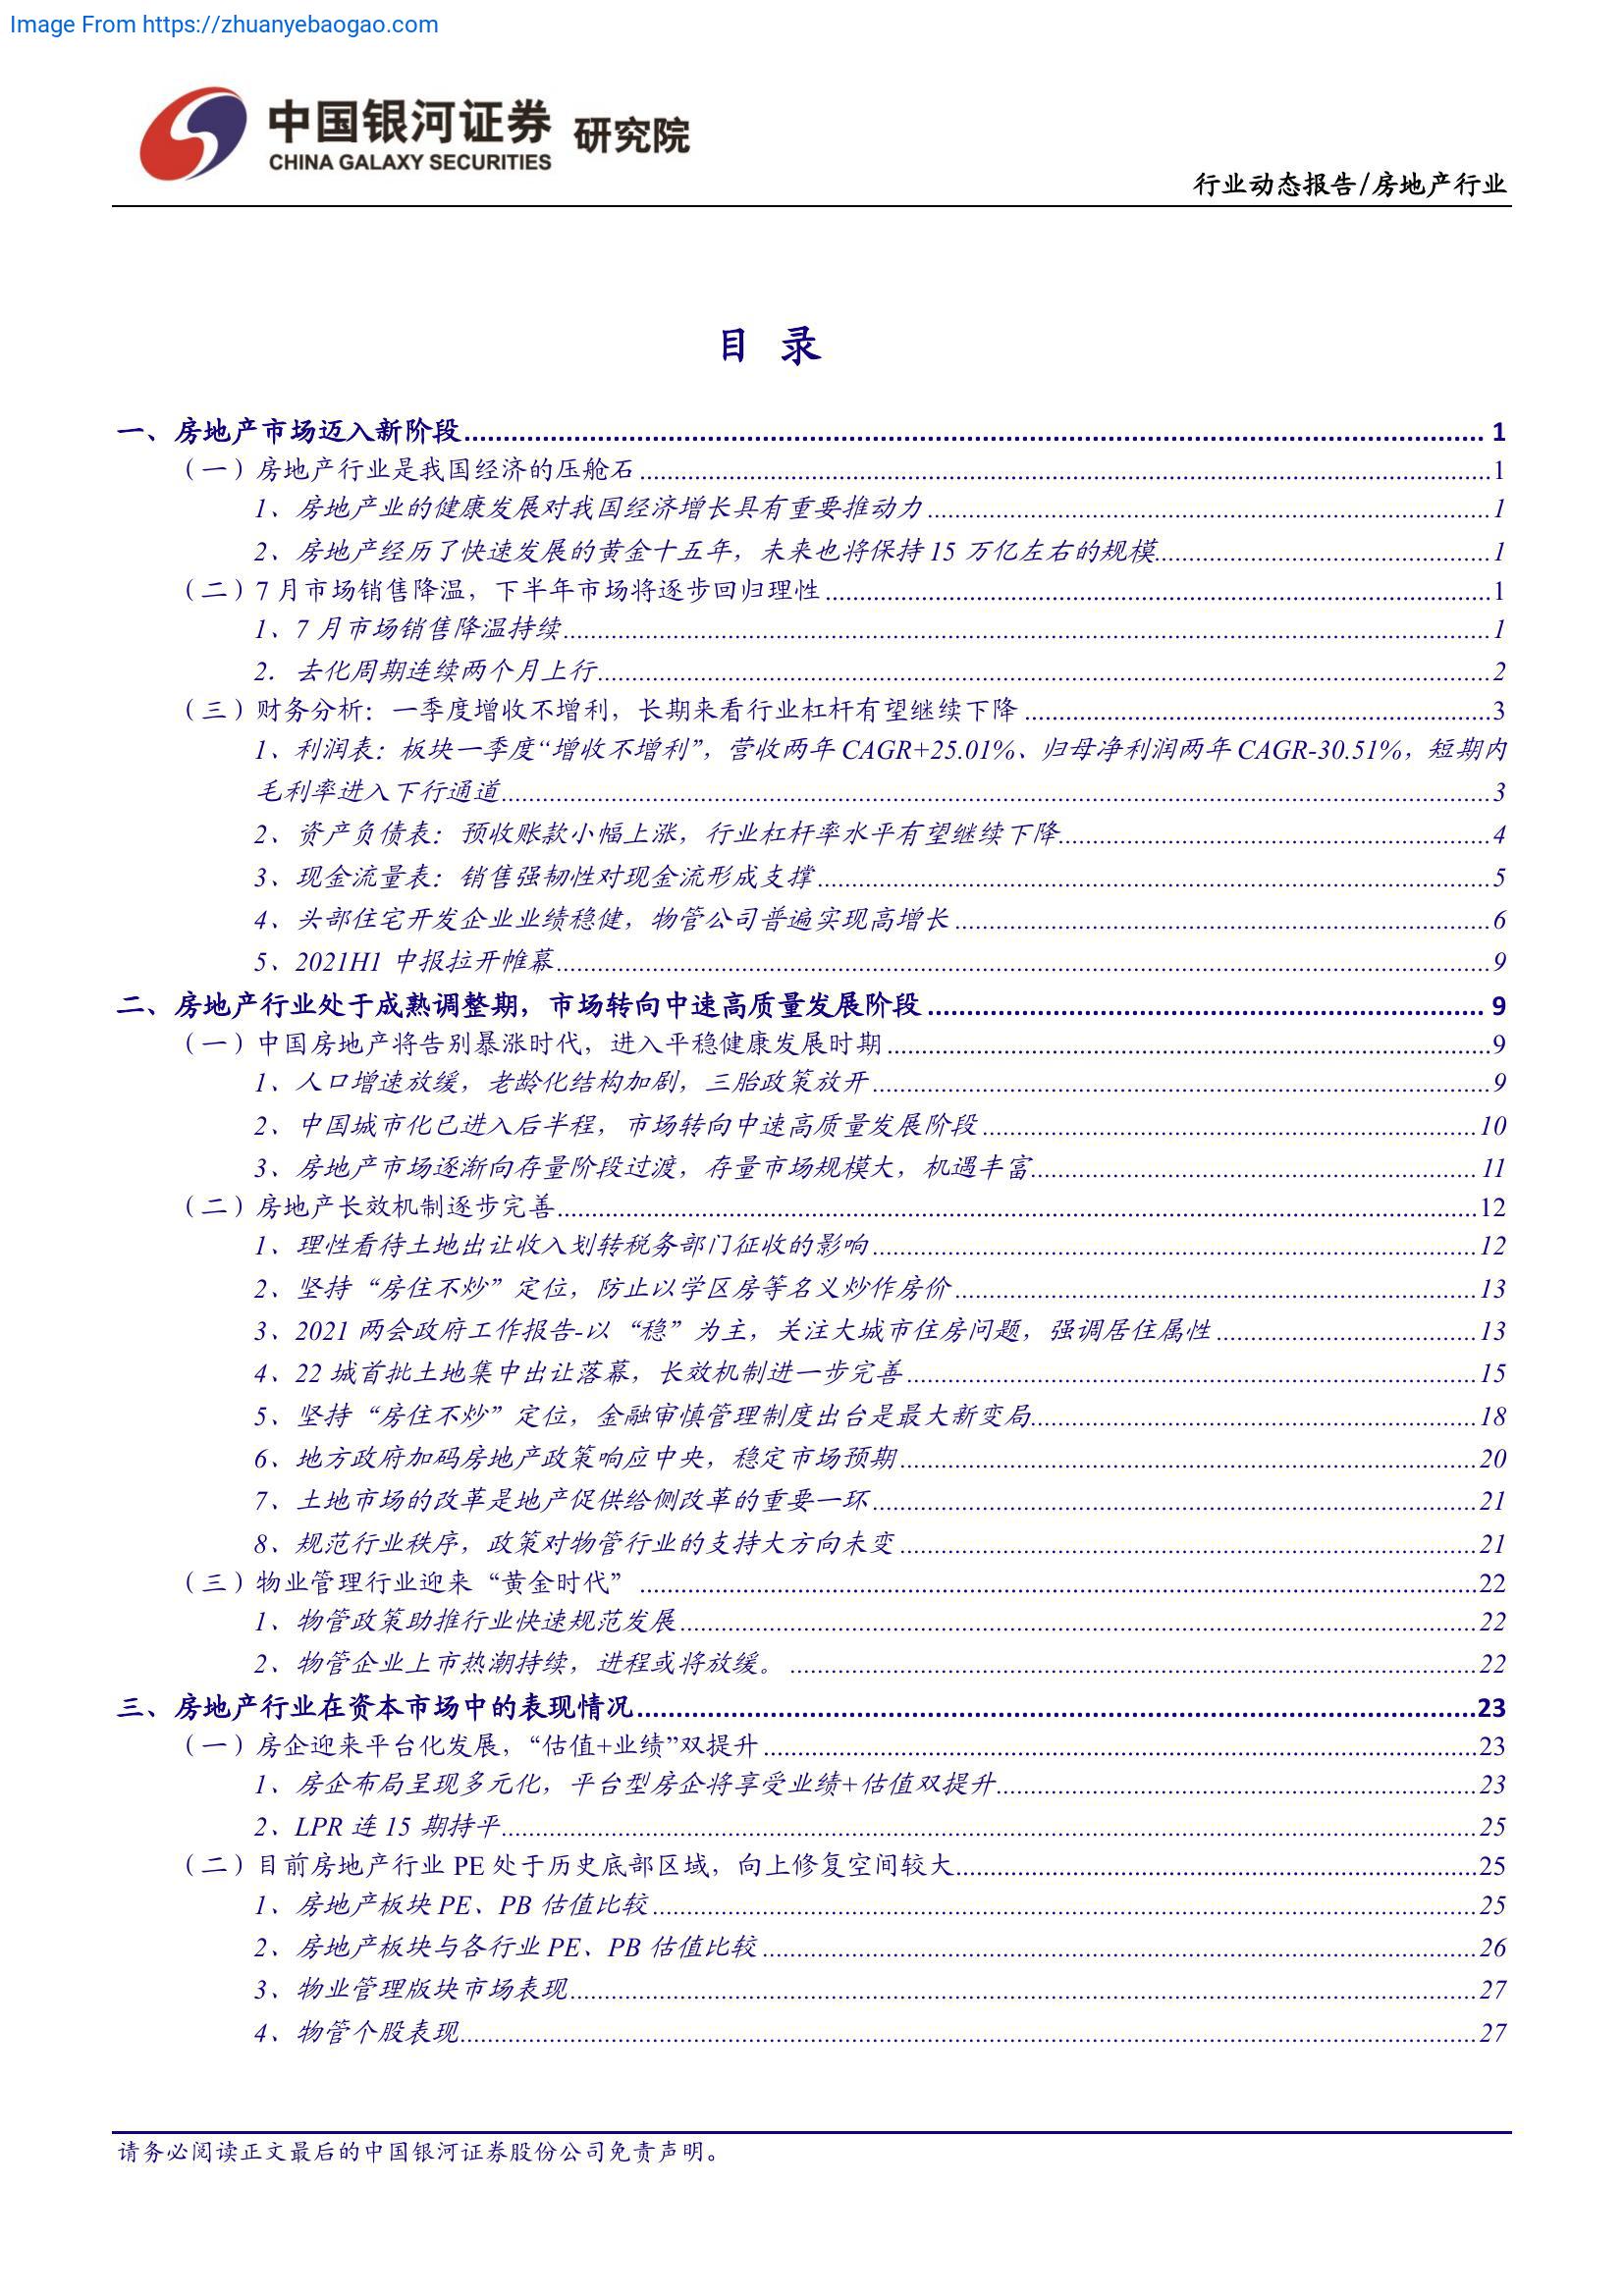 Image From https://zhuanyebaogao.com
中国银河证券 研究院
CHINA GALAXY SECURITIES
行业动态报告/房地产行业
目 录
一、房地产市场迈入新阶段 1
（一）房地产行业是我国经济的压舱石 1
1、房地产业的健康发展对我国经济增长具有重要推动力 1
2、房地产经历了快速发展的黄金十五年，未来也将保持 15 万亿左右的规模 1
（二）7 月市场销售降温，下半年市场将逐步回归理性 1
1、7 月市场销售降温持续 1
2. 去化周期连续两个月上行 2
（三）财务分析：一季度增收不增利，长期来看行业杠杆有望继续下降 3
1、利润表：板块一季度“增收不增利”，营收两年 CAGR+25.01%、归母净利润两年 CAGR-30.51%，短期内
毛利率进入下行通道 3
2、资产负债表：预收账款小幅上涨，行业杠杆率水平有望继续下降 4
3、现金流量表：销售强韧性对现金流形成支撑 5
4、头部住宅开发企业业绩稳健，物管公司普遍实现高增长 6
5、2021H1 中报拉开帷幕 9
二、房地产行业处于成熟调整期，市场转向中速高质量发展阶段 9
（一）中国房地产将告别暴涨时代，进入平稳健康发展时期 9
1、人口增速放缓，老龄化结构加剧，三胎政策放开 9
2、中国城市化已进入后半程，市场转向中速高质量发展阶段 10
3、房地产市场逐渐向存量阶段过渡，存量市场规模大，机遇丰富 11
（二）房地产长效机制逐步完善 12
1、理性看待土地出让收入划转税务部门征收的影响 12
2、坚持“房住不炒”定位，防止以学区房等名义炒作房价 13
3、2021 两会政府工作报告-以“稳”为主，关注大城市住房问题，强调居住属性 13
4、22 城首批土地集中出让落幕，长效机制进一步完善 15
5、坚持“房住不炒”定位，金融审慎管理制度出台是最大新变局 18
6、地方政府加码房地产政策响应中央，稳定市场预期 20
7、土地市场的改革是地产促供给侧改革的重要一环 21
8、规范行业秩序，政策对物管行业的支持大方向未变 21
（三）物业管理行业迎来“黄金时代” 22
1、物管政策助推行业快速规范发展 22
2、物管企业上市热潮持续，进程或将放缓。 22
三、房地产行业在资本市场中的表现情况 23
（一）房企迎来平台化发展，“估值+业绩”双提升 23
1、房企布局呈现多元化，平台型房企将享受业绩+估值双提升 23
2、LPR 连 15 期持平 25
（二）目前房地产行业 PE 处于历史底部区域，向上修复空间较大 25
1、房地产板块 PE、PB 估值比较 25
2、房地产板块与各行业 PE、PB 估值比较 26
3、物业管理版块市场表现 27
4、物管个股表现 27
请务必阅读正文最后的中国银河证券股份公司免责声明。